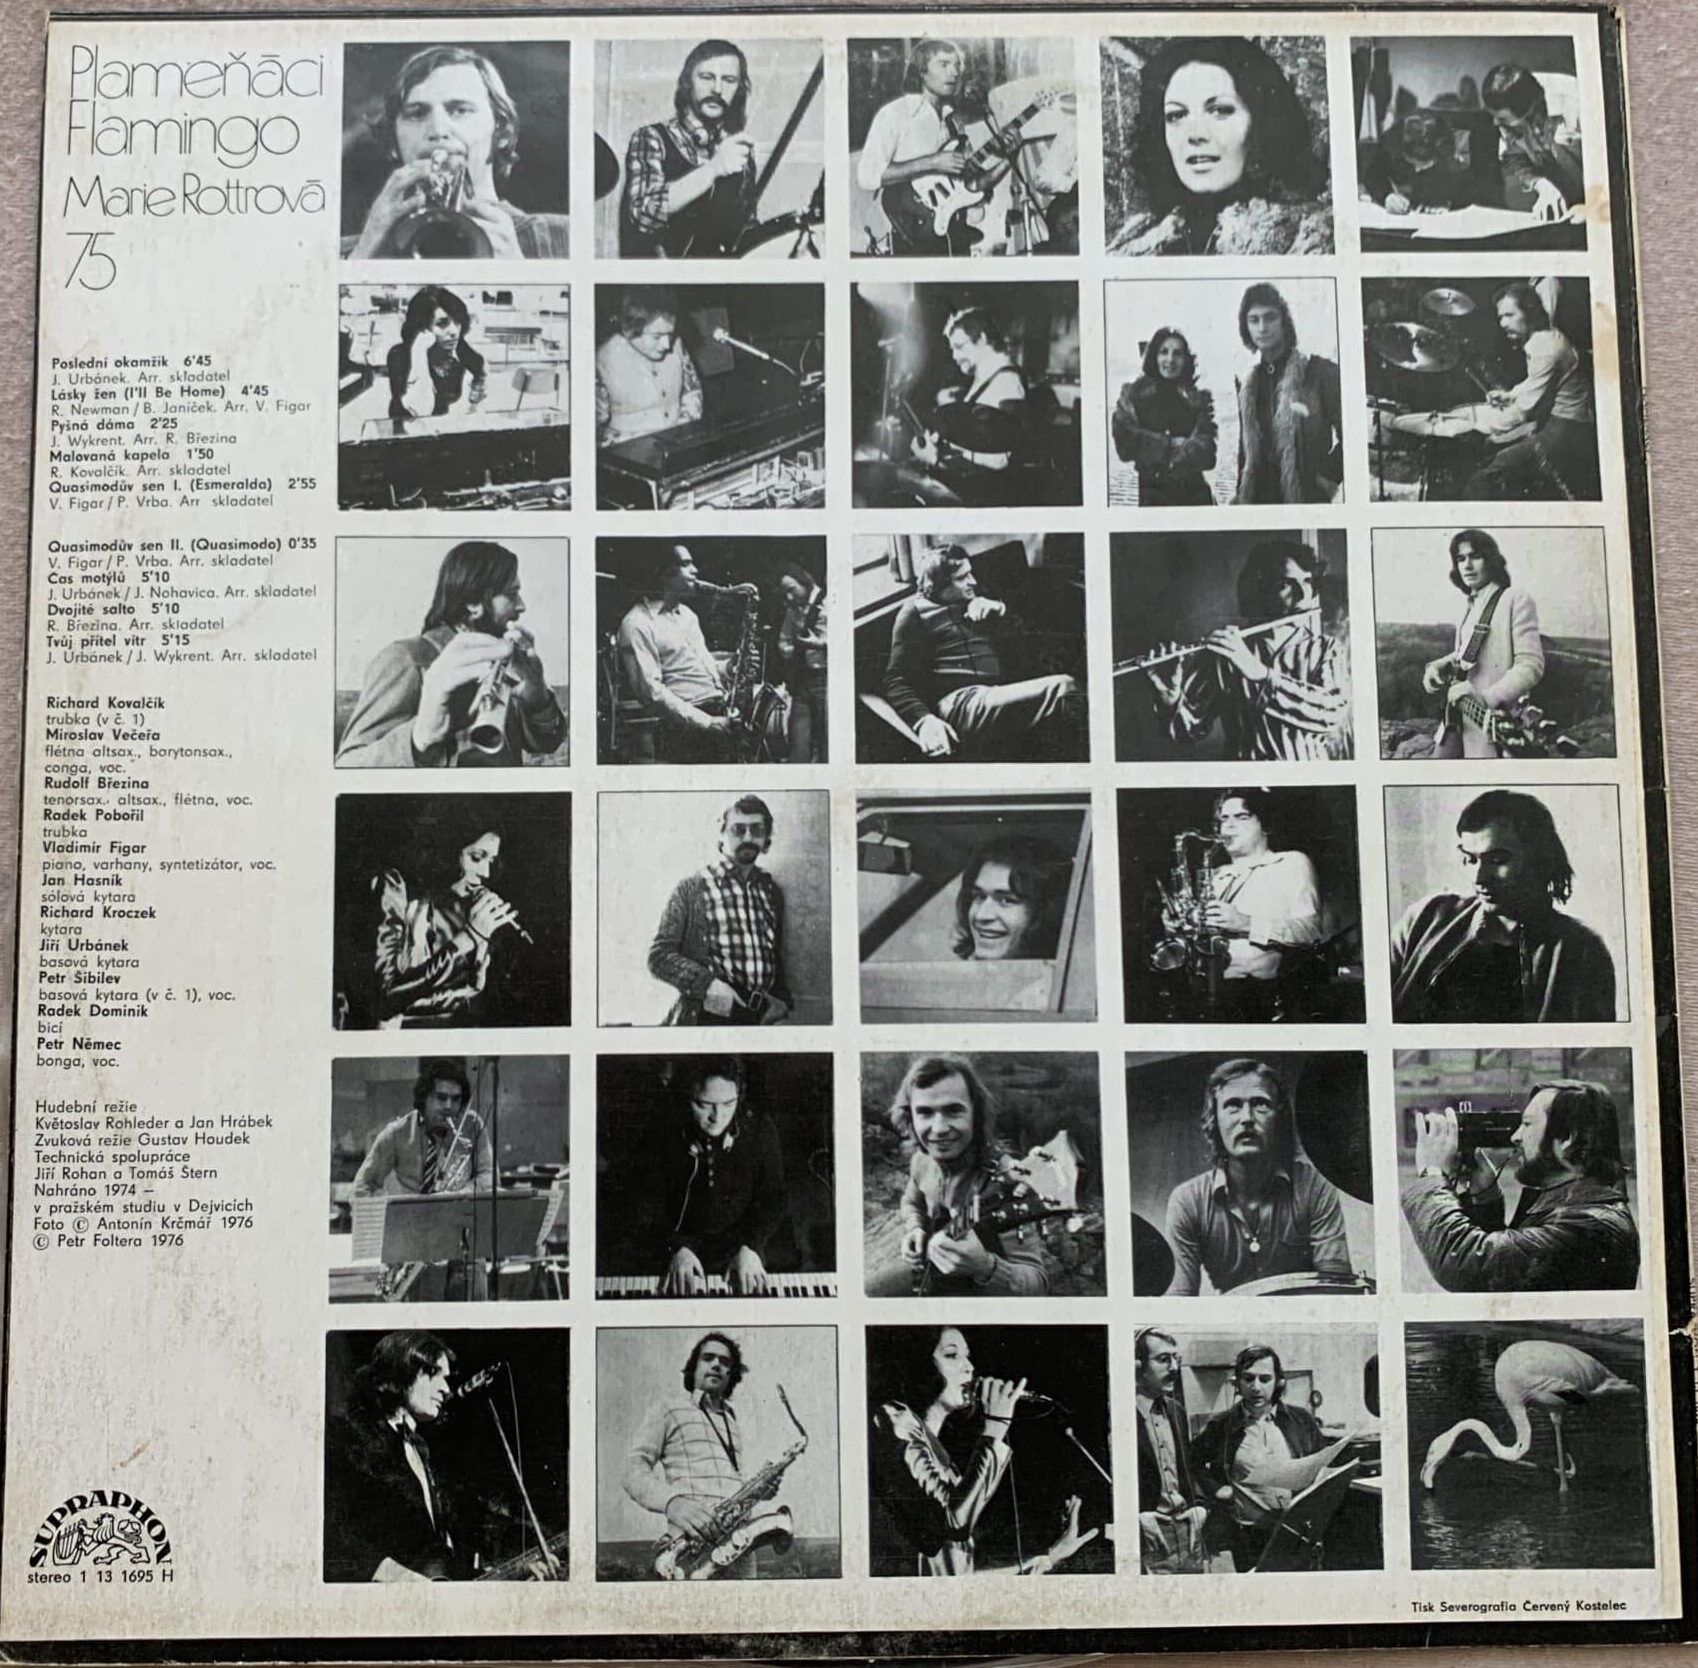 Plameňáci
Flamingo
Marie Rottrová
75
Poslední okamžik 6'45
J. Urbánek. Arr. skladatel
Lásky žen (I'll Be Home) 4'45
R. Newman / B. Janíček. Arr. V. Figar
Pyšná dáma 2'25
J. Wykrent. Arr. R. Březina
Malovaná kapela 1'50
R. Kovalčík. Arr. skladatel
Quasimodův sen I. (Esmeralda) 2'55
V. Figar / P. Vrba. Arr skladatel
Quasimodův sen II. (Quasimodo) 0'35
V. Figar / P. Vrba. Arr. skladatel
Čas motýlů 5'10
J. Urbánek / J. Nohavica. Arr. skladatel
Dvojité salto 5'10
R. Březina. Arr. skladatel
Tvůj přítel vítr 5'15
J. Urbánek / J. Wykrent. Arr. skladatel
Richard Kovalčík
trubka (v č. 1)
Miroslav Večeřa
flétna altsax., barytonsax.,
conga, voc.
Rudolf Březina
tenorsax., altsax., flétna, voc.
Radek Pobořil
trubka
Vladimír Figar
piano, varhany, syntetizátor, voc.
Jan Hasník
sólová kytara
Richard Kroczek
kytara
Jiří Urbánek
basová kytara
Petr Šibilev
basová kytara (v č. 1), voc.
Radek Dominik
bicí
Petr Němec
bonga, voc.
Hudební režie
Květoslav Rohleder a Jan Hrábek
Zvuková režie Gustav Houdek
Technická spolupráce
Jiří Rohan a Tomáš Štern
Nahráno 1974 –
v pražském studiu v Dejvicích
Foto © Antonín Krčmář 1976
© Petr Foltera 1976
SUPRAPHON
stereo 1 13 1695 H
Tisk Severografia Červený Kostelec